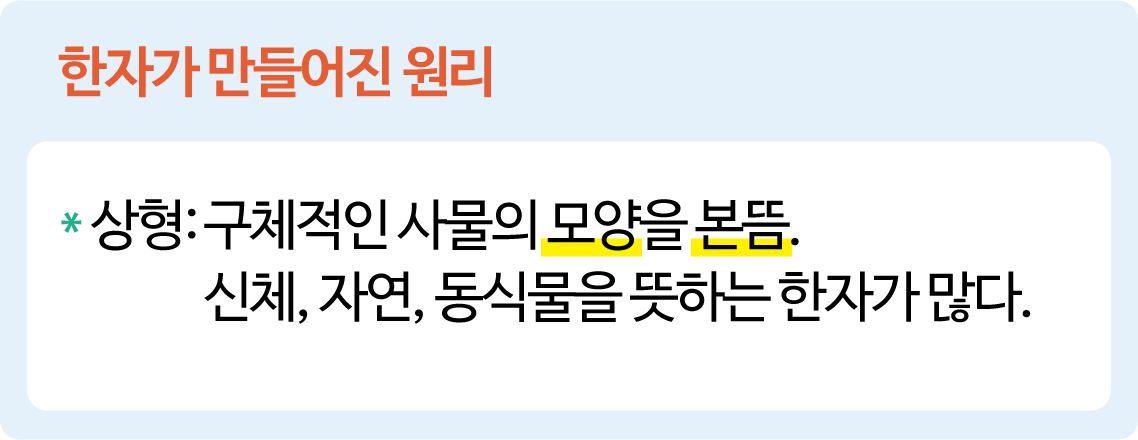 한자가 만들어진 원리
* 상형: 구체적인 사물의 모양을 본뜸.
신체, 자연, 동식물을 뜻하는 한자가 많다.